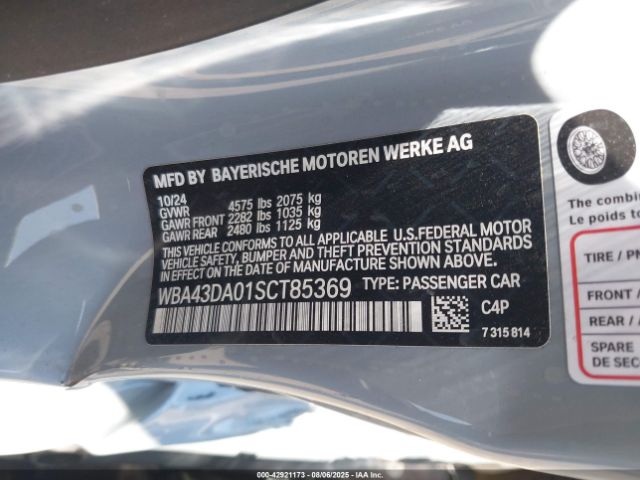 MFD BY BAYERISCHE MOTOREN WERKE AG
10/24
GVWR 4575 lbs 2075 kg
GAWR FRONT 2282 lbs 1035 kg
GAWR REAR 2480 lbs 1125 kg
THIS VEHICLE CONFORMS TO ALL APPLICABLE U.S.FEDERAL MOTOR
VEHICLE SAFETY, BUMPER, AND THEFT PREVENTION STANDARDS
IN EFFECT ON THE DATE OF MANUFACTURE SHOWN ABOVE.
WBA43DA01SCT85369 TYPE: PASSENGER CAR
C4P
7 315 814
The combine
Le poids to
TIRE / PN
FRONT /
REAR / A
SPARE
DE SECO
000-42921173 - 08/06/2025 - IAA Inc.